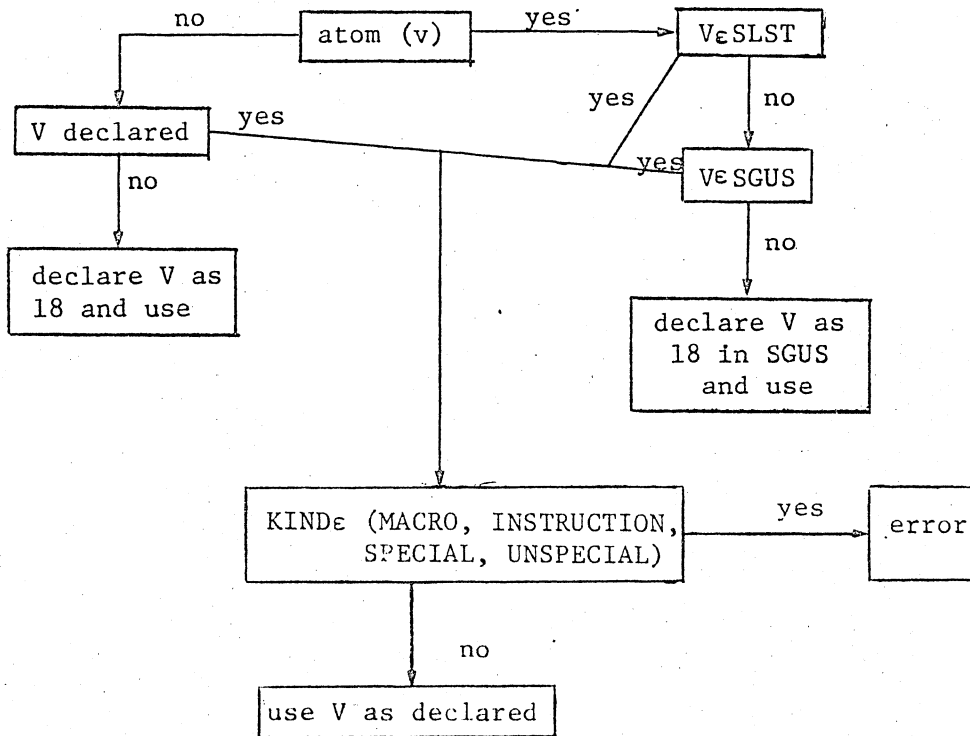 no
atom (v)
yes
VεSLST
yes
no
V declared
yes
yes
VεSGUS
no
no
declare V as
18 and use
declare V as
18 in SGUS
and use
KINDε (MACRO, INSTRUCTION,
SPECIAL, UNSPECIAL)
yes
error
no
use V as declared